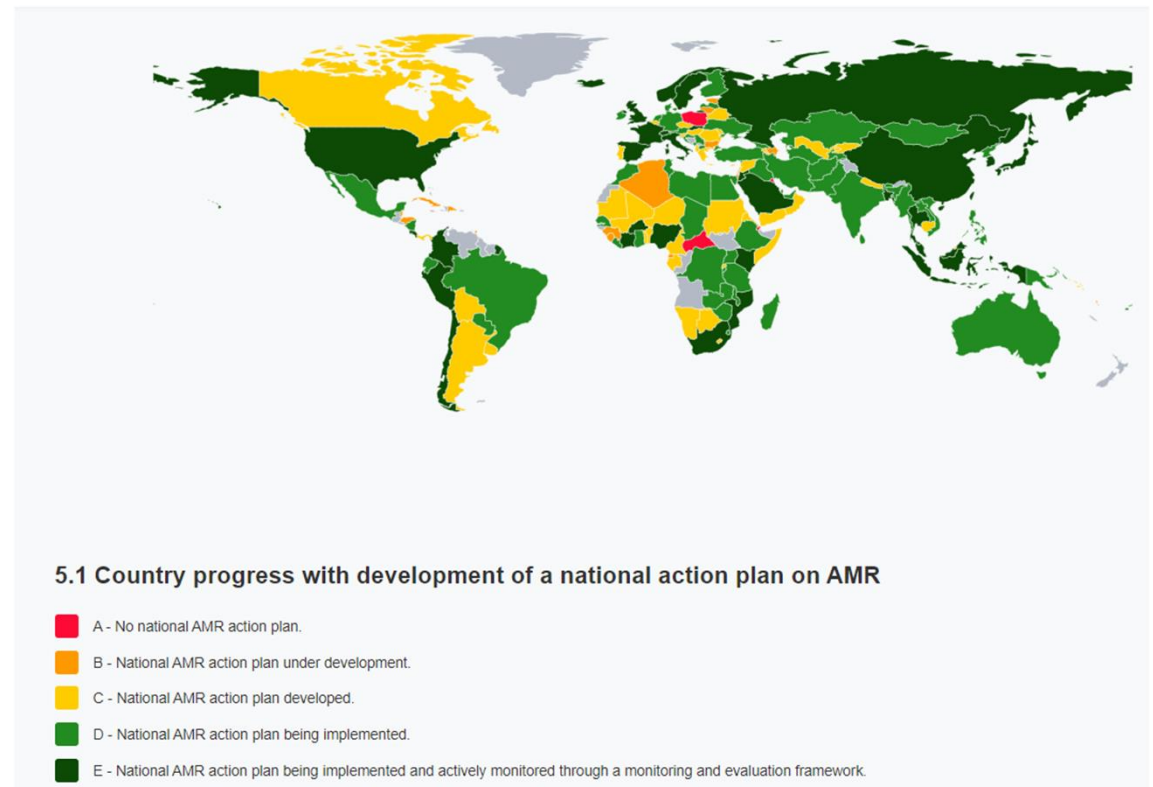 5.1 Country progress with development of a national action plan on AMR
A - No national AMR action plan.
B - National AMR action plan under development.
C - National AMR action plan developed.
D - National AMR action plan being implemented.
E - National AMR action plan being implemented and actively monitored through a monitoring and evaluation framework.